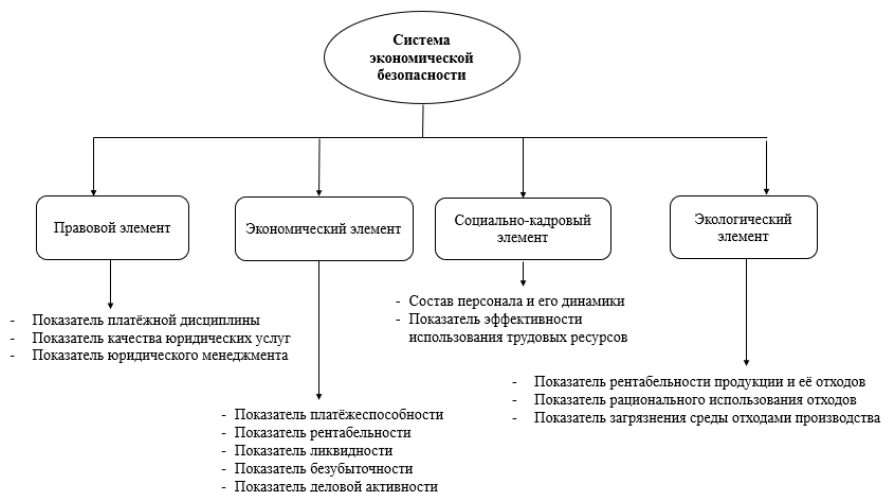 Система
экономической
безопасности
Правовой элемент
Экономический элемент
Социально-кадровый
элемент
Экологический
элемент
- Показатель платёжной дисциплины
- Показатель качества юридических услуг
- Показатель юридического менеджмента
- Показатель платёжеспособности
- Показатель рентабельности
- Показатель ликвидности
- Показатель безубыточности
- Показатель деловой активности
- Состав персонала и его динамики
- Показатель эффективности
использования трудовых ресурсов
- Показатель рентабельности продукции и её отходов
- Показатель рационального использования отходов
- Показатель загрязнения среды отходами производства